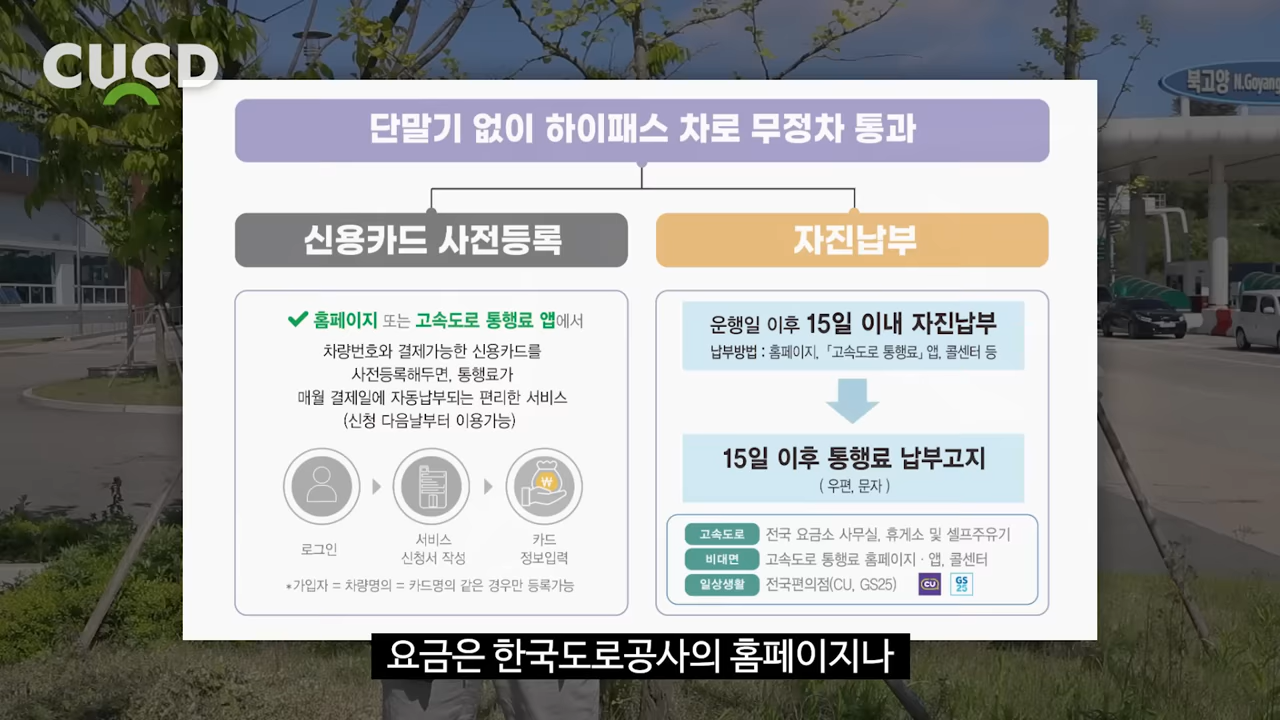 CUCD
북고양 N.Goyang
단말기 없이 하이패스 차로 무정차 통과
신용카드 사전등록
홈페이지 또는 고속도로 통행료 앱에서
차량번호와 결제가능한 신용카드를
사전등록해두면, 통행료가
매월 결제일에 자동납부되는 편리한 서비스
(신청 다음날부터 이용가능)
로그인
서비스
신청서 작성
카드
정보입력
*가입자 = 차량명의 = 카드명의 같은 경우만 등록가능
자진납부
운행일 이후 15일 이내 자진납부
납부방법 : 홈페이지, 「고속도로 통행료」 앱, 콜센터 등
15일 이후 통행료 납부고지
( 우편, 문자 )
고속도로 전국 요금소 사무실, 휴게소 및 셀프주유기
비대면 고속도로 통행료 홈페이지 · 앱, 콜센터
일상생활 전국편의점(CU, GS25) CU GS25
요금은 한국도로공사의 홈페이지나